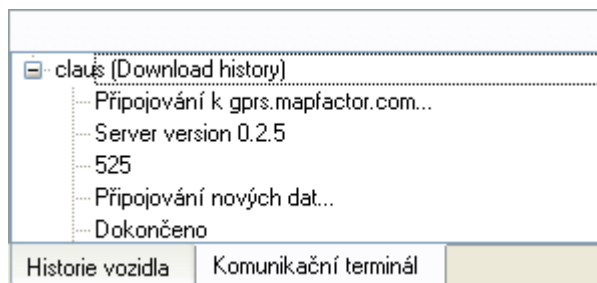 claus (Download history)
Připojování k gprs.mapfactor.com...
Server version 0.2.5
525
Připojování nových dat...
Dokončeno
Historie vozidla
Komunikační terminál